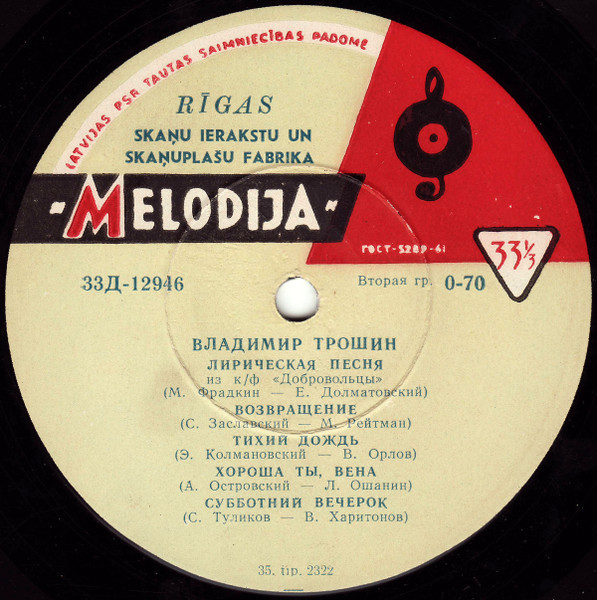 LATVIJAS PSR TAUTAS SAIMNIECĪBAS PADOME
RĪGAS
SKAŅU IERAKSTU UN
SKAŅUPLAŠU FABRIKA
"MELODIJA"
ГОСТ-5289-61
33⅓
33Д-12946
Вторая гр. 0-70
ВЛАДИМИР ТРОШИН
ЛИРИЧЕСКАЯ ПЕСНЯ
из к/ф «Добровольцы»
(М. Фрадкин — Е. Долматовский)
ВОЗВРАЩЕНИЕ
(С. Заславский — М. Рейтман)
ТИХИЙ ДОЖДЬ
(Э. Колмановский — В. Орлов)
ХОРОША ТЫ, ВЕНА
(А. Островский — Л. Ошанин)
СУББОТНИЙ ВЕЧЕРОК
(С. Туликов — В. Харитонов)
35. tip. 2322